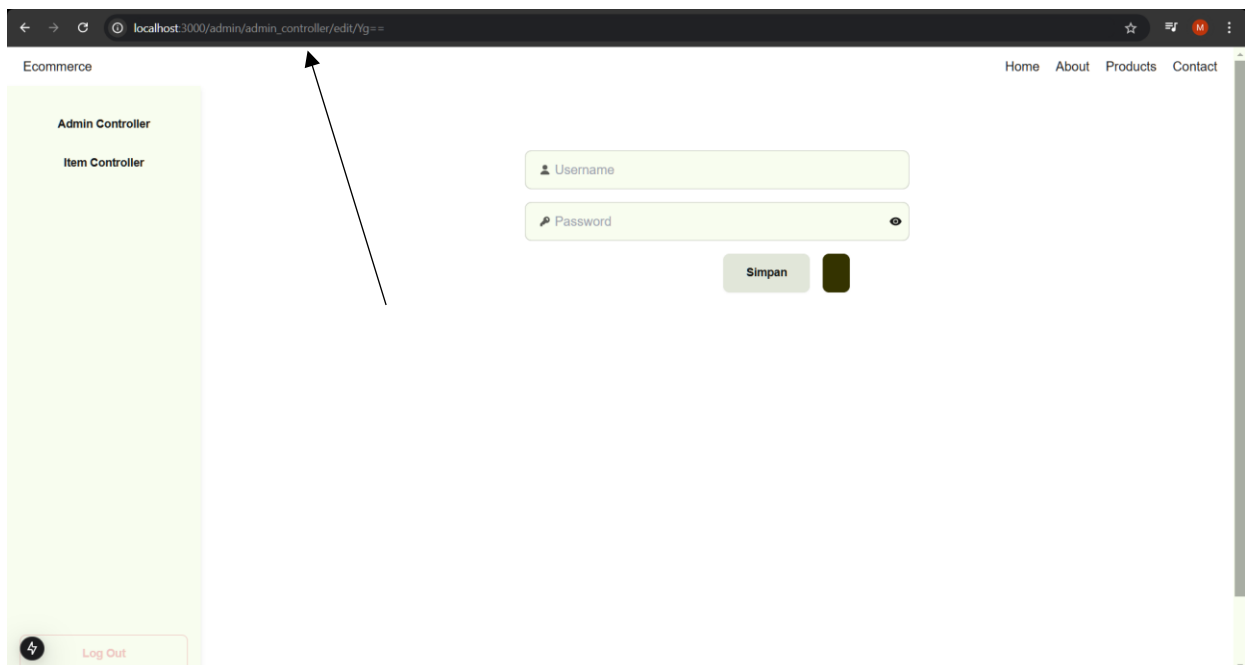 localhost:3000/admin/admin_controller/edit/Yg==
M
Ecommerce
Home About Products Contact
Admin Controller
Item Controller
Username
Password
Simpan
Log Out